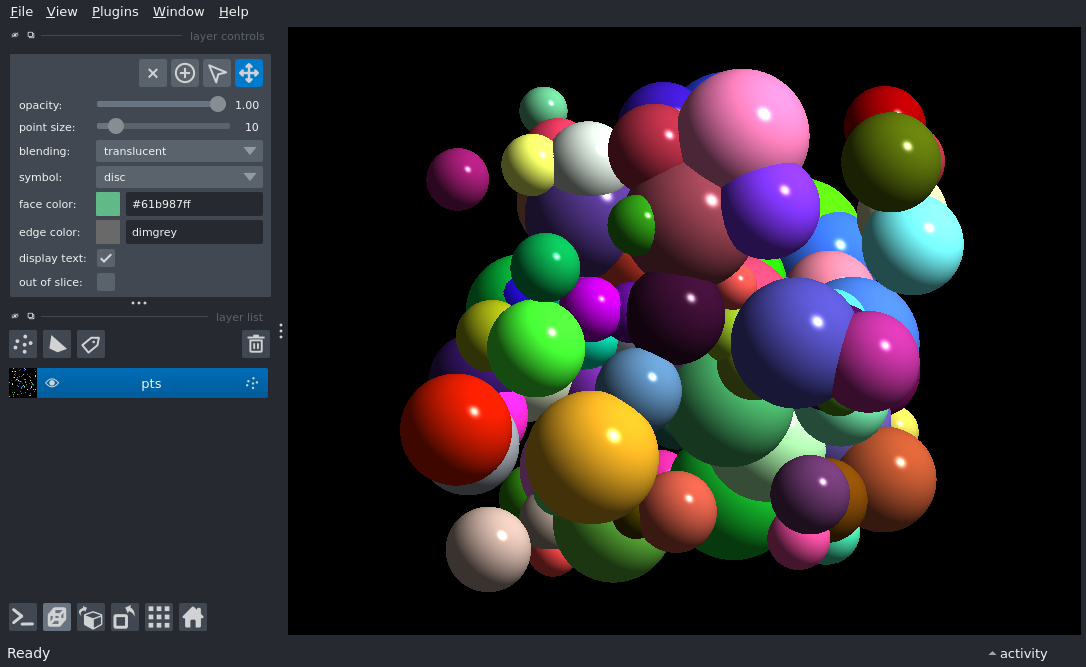 File View Plugins Window Help
layer controls
opacity: 1.00
point size: 10
blending: translucent
symbol: disc
face color: #61b987ff
edge color: dimgrey
display text:
out of slice:
layer list
pts
Ready
activity